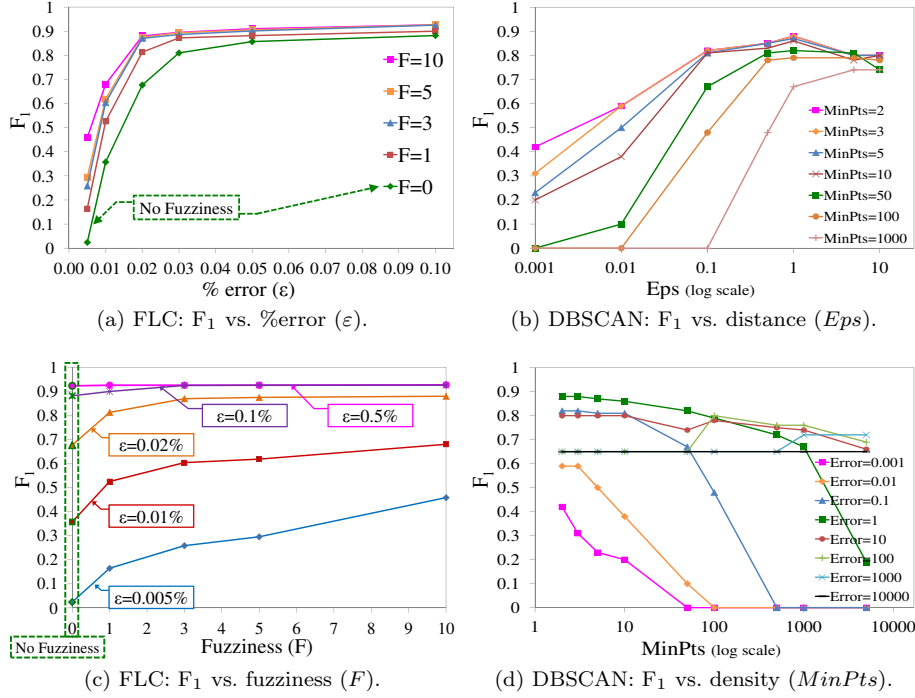 1
0.9
0.8
0.7
0.6
0.5
0.4
0.3
0.2
0.1
0
F1
F=10
F=5
F=3
F=1
F=0
No Fuzziness
0.00 0.01 0.02 0.03 0.04 0.05 0.06 0.07 0.08 0.09 0.10
% error (ε)
(a) FLC: F1 vs. %error (ε).
1
0.9
0.8
0.7
0.6
0.5
0.4
0.3
0.2
0.1
0
F1
MinPts=2
MinPts=3
MinPts=5
MinPts=10
MinPts=50
MinPts=100
MinPts=1000
0.001 0.01 0.1 1 10
Eps (log scale)
(b) DBSCAN: F1 vs. distance (Eps).
1
0.9
0.8
0.7
0.6
0.5
0.4
0.3
0.2
0.1
0
F1
ε=0.1%
ε=0.5%
ε=0.02%
ε=0.01%
ε=0.005%
0 1 2 3 4 5 6 7 8 9 10
No Fuzziness
Fuzziness (F)
(c) FLC: F1 vs. fuzziness (F).
1
0.9
0.8
0.7
0.6
0.5
0.4
0.3
0.2
0.1
0
F1
Error=0.001
Error=0.01
Error=0.1
Error=1
Error=10
Error=100
Error=1000
Error=10000
1 10 100 1000 10000
MinPts (log scale)
(d) DBSCAN: F1 vs. density (MinPts).